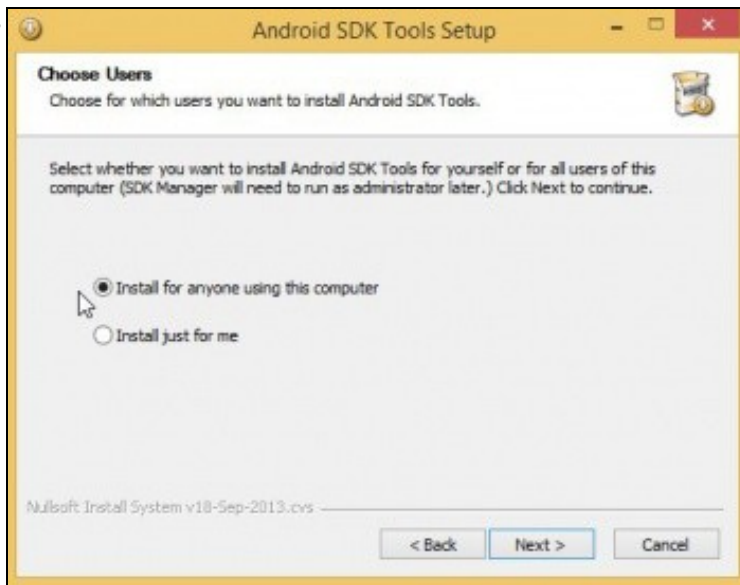 Android SDK Tools Setup
Choose Users
Choose for which users you want to install Android SDK Tools.
Select whether you want to install Android SDK Tools for yourself or for all users of this
computer (SDK Manager will need to run as administrator later.) Click Next to continue.
Install for anyone using this computer
Install just for me
Nullsoft Install System v18-Sep-2013.cvs
< Back Next > Cancel